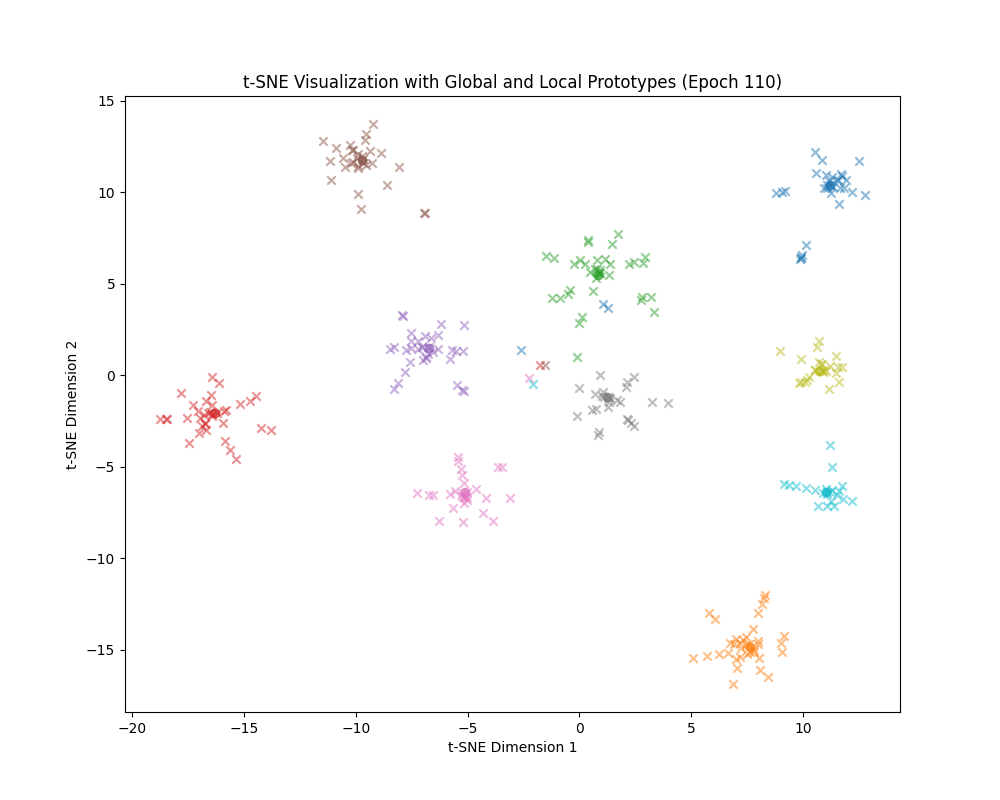 t-SNE Visualization with Global and Local Prototypes (Epoch 110)
15
10
5
0
−5
−10
−15
t-SNE Dimension 2
−20 −15 −10 −5 0 5 10
t-SNE Dimension 1